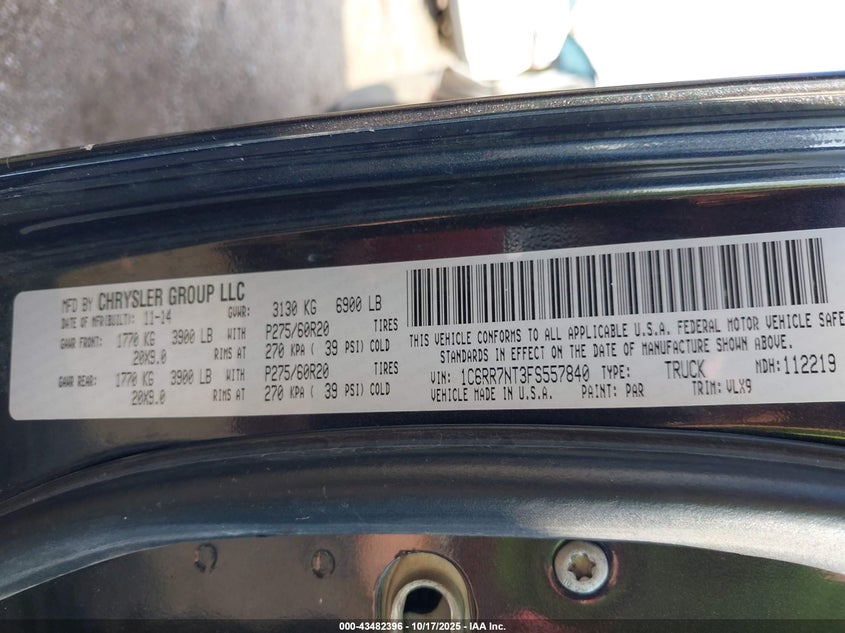 MFD BY CHRYSLER GROUP LLC
DATE OF MFR(BUILT): 11-14 GVWR: 3130 KG 6900 LB
GAWR FRONT: 1770 KG 3900 LB WITH P275/60R20 TIRES
20X9.0 RIMS AT 270 KPA ( 39 PSI) COLD
GAWR REAR: 1770 KG 3900 LB WITH P275/60R20 TIRES
20X9.0 RIMS AT 270 KPA ( 39 PSI) COLD
THIS VEHICLE CONFORMS TO ALL APPLICABLE U.S.A. FEDERAL MOTOR VEHICLE SAFE
STANDARDS IN EFFECT ON THE DATE OF MANUFACTURE SHOWN ABOVE.
VIN: 1C6RR7NT3FS557840 TYPE: TRUCK MDH:112219
VEHICLE MADE IN U.S.A. PAINT: PAR TRIM: VLX9
000-43482396 - 10/17/2025 - IAA Inc.